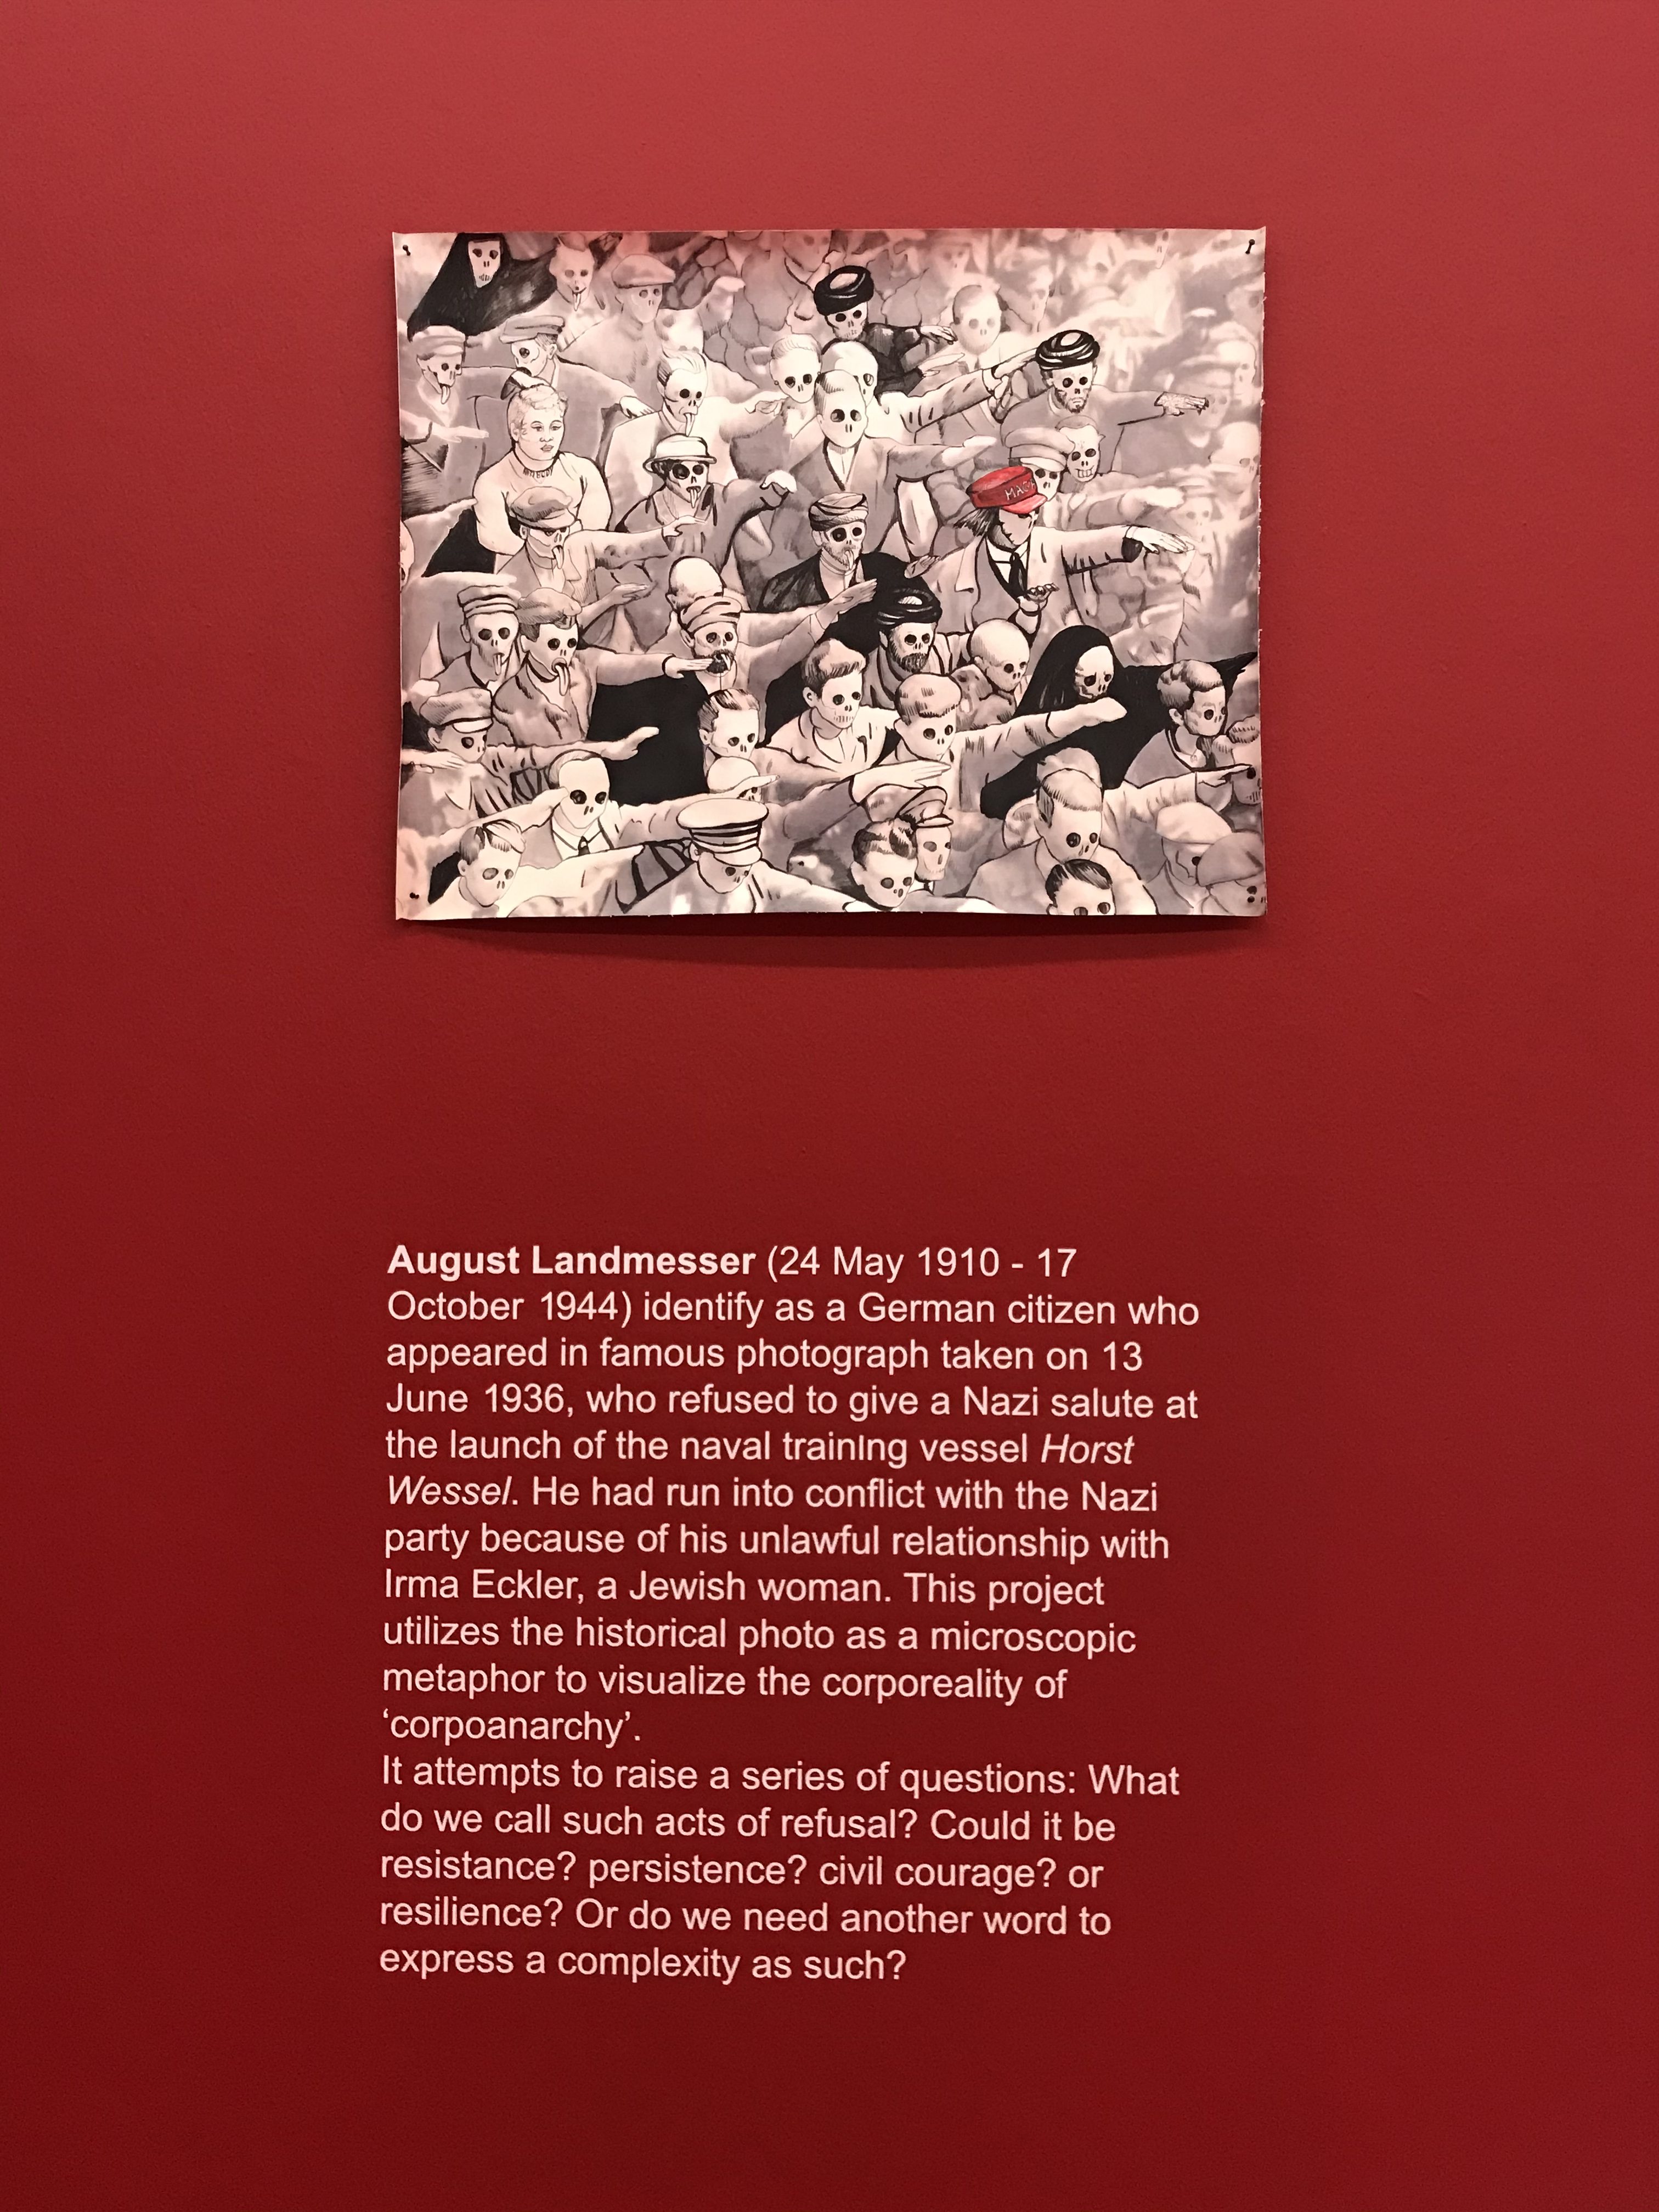 MAGA
August Landmesser (24 May 1910 - 17
October 1944) identify as a German citizen who
appeared in famous photograph taken on 13
June 1936, who refused to give a Nazi salute at
the launch of the naval trainlng vessel Horst
Wessel. He had run into conflict with the Nazi
party because of his unlawful relationship with
Irma Eckler, a Jewish woman. This project
utilizes the historical photo as a microscopic
metaphor to visualize the corporeality of
‘corpoanarchy’.
It attempts to raise a series of questions: What
do we call such acts of refusal? Could it be
resistance? persistence? civil courage? or
resilience? Or do we need another word to
express a complexity as such?